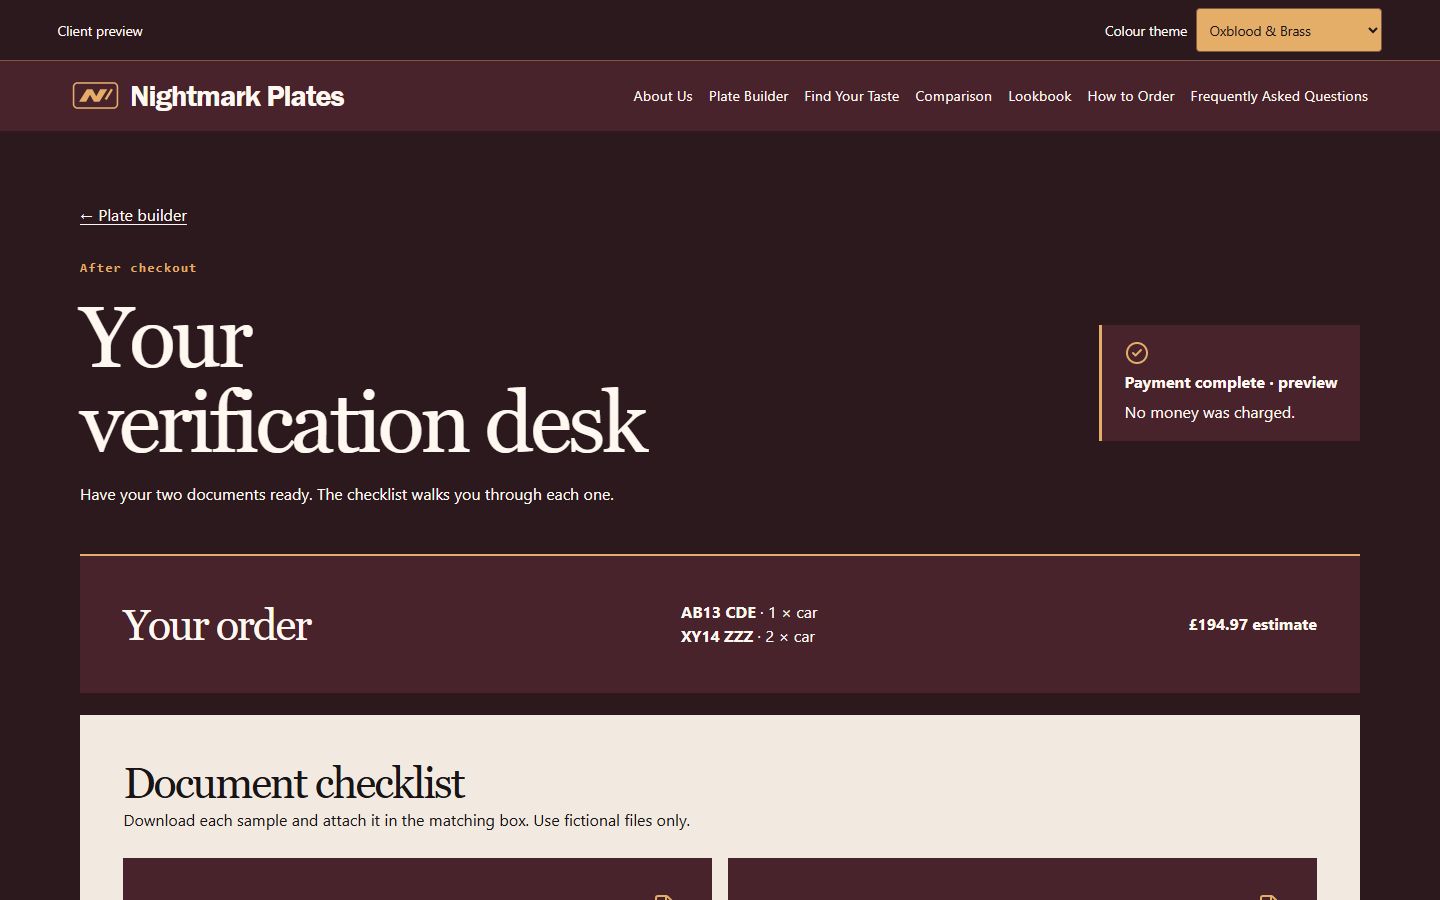 Client preview
Colour theme
Oxblood & Brass
Nightmark Plates
About Us
Plate Builder
Find Your Taste
Comparison
Lookbook
How to Order
Frequently Asked Questions
← Plate builder
After checkout
Your
verification desk
Have your two documents ready. The checklist walks you through each one.
Payment complete · preview
No money was charged.
Your order
AB13 CDE · 1 × car
XY14 ZZZ · 2 × car
£194.97 estimate
Document checklist
Download each sample and attach it in the matching box. Use fictional files only.